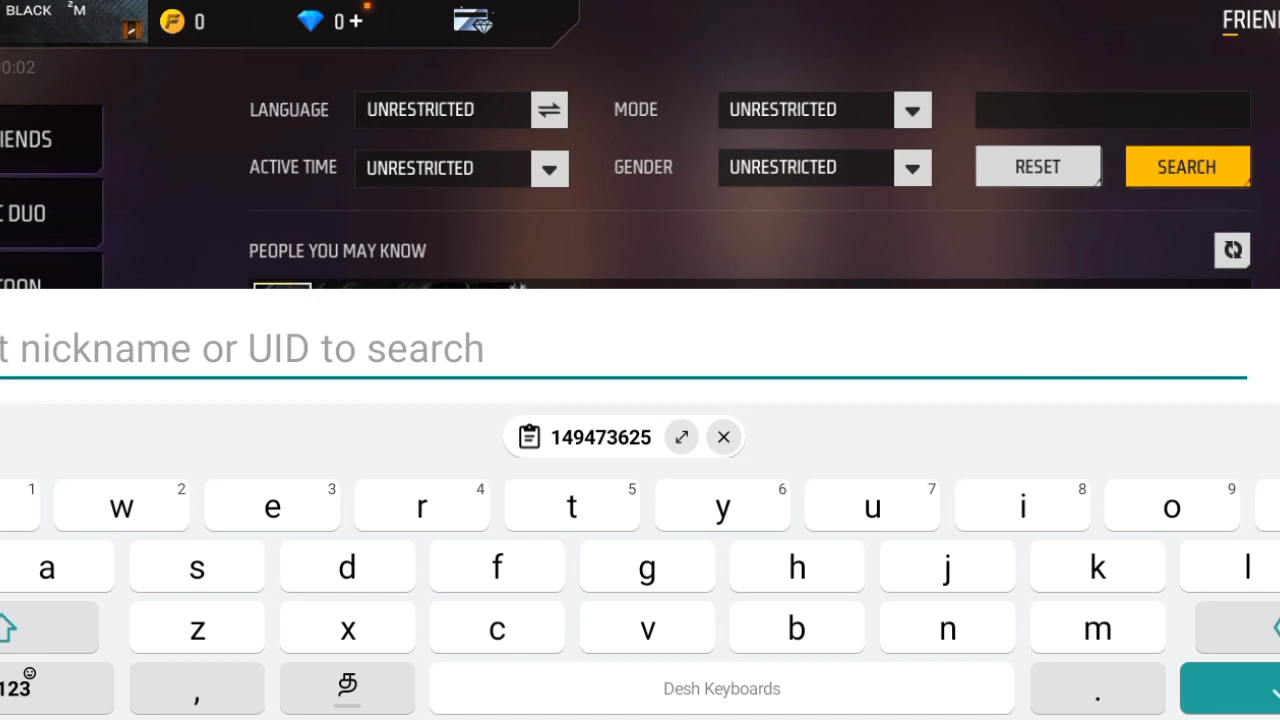 BLACK ²M
0
0 +
FRIEN
0:02
LANGUAGE UNRESTRICTED MODE UNRESTRICTED
IENDS
ACTIVE TIME UNRESTRICTED GENDER UNRESTRICTED RESET SEARCH
C DUO
PEOPLE YOU MAY KNOW
TOON
t nickname or UID to search
149473625
1 w 2 e 3 r 4 t 5 y 6 u 7 i 8 o 9
a s d f g h j k l
z x c v b n m
123 , த Desh Keyboards .